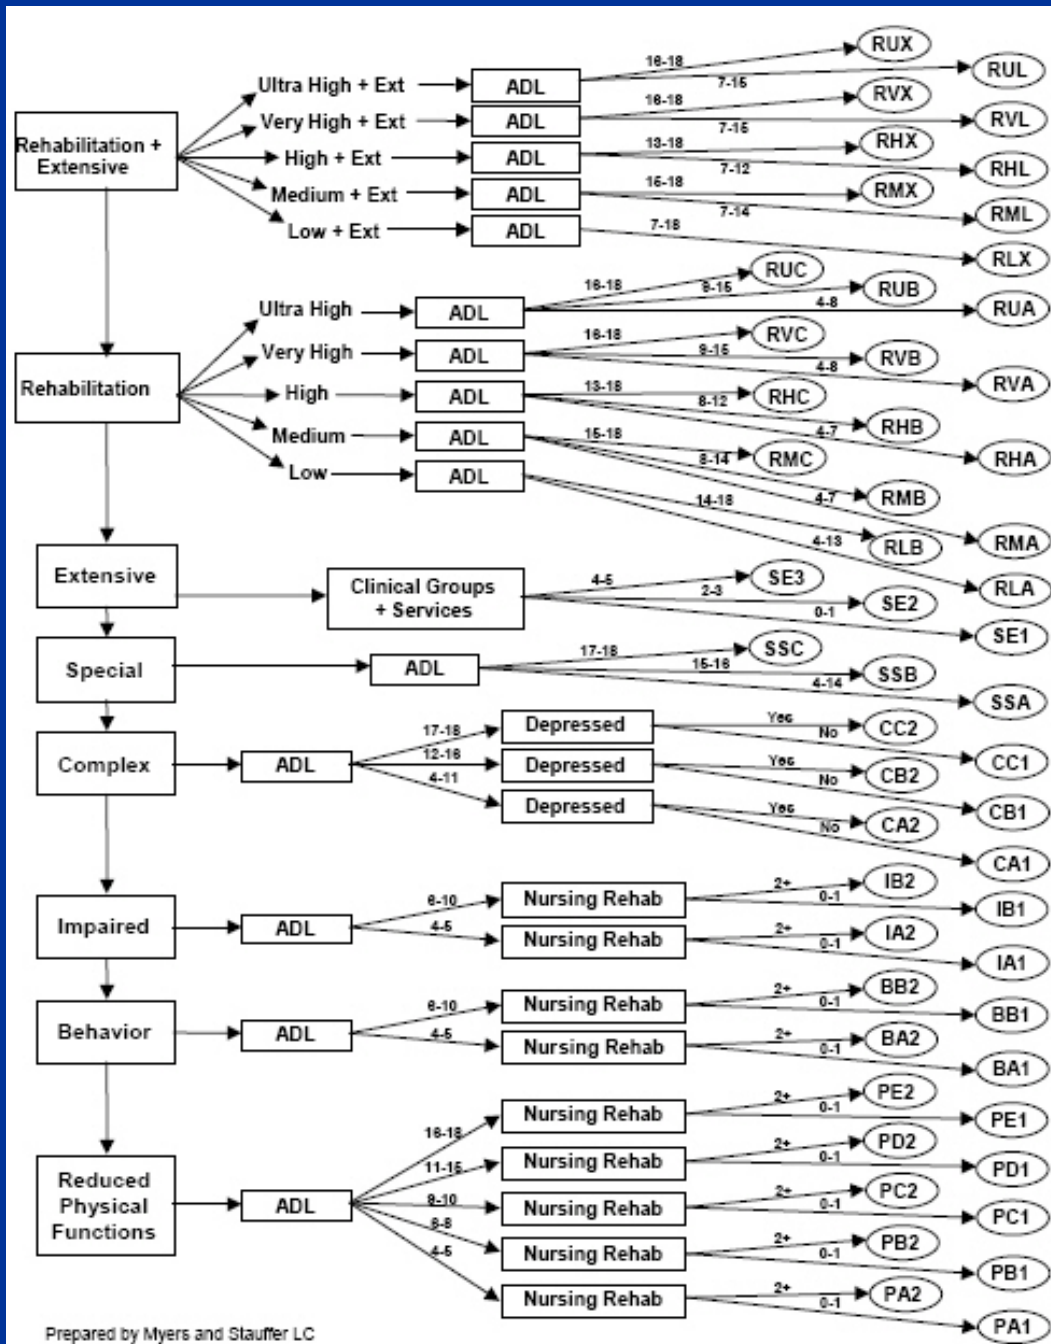 RUX
16-18
Ultra High + Ext
ADL
7-15
RUL
RVX
16-18
Very High + Ext
ADL
7-15
RVL
Rehabilitation +
Extensive
13-18
RHX
High + Ext
ADL
7-12
RHL
15-18
RMX
Medium + Ext
ADL
7-14
RML
Low + Ext
ADL
7-18
RLX
RUC
16-18
9-15
RUB
Ultra High
ADL
4-8
RUA
16-18
RVC
Very High
ADL
9-15
RVB
4-8
RVA
Rehabilitation
13-18
RHC
High
ADL
8-12
RHB
4-7
RHA
Medium
ADL
15-18
RMC
8-14
RMB
4-7
RMA
Low
ADL
14-18
RLB
4-13
RLA
Extensive
Clinical Groups
+ Services
4-5
SE3
2-3
SE2
0-1
SE1
Special
ADL
17-18
SSC
15-16
SSB
4-14
SSA
Complex
ADL
17-18
Depressed
Yes
CC2
No
CC1
12-16
Depressed
Yes
CB2
No
CB1
4-11
Depressed
Yes
CA2
No
CA1
Impaired
ADL
6-10
Nursing Rehab
2+
IB2
0-1
IB1
4-5
Nursing Rehab
2+
IA2
0-1
IA1
Behavior
ADL
6-10
Nursing Rehab
2+
BB2
0-1
BB1
4-5
Nursing Rehab
2+
BA2
0-1
BA1
Reduced
Physical
Functions
ADL
16-18
Nursing Rehab
2+
PE2
0-1
PE1
11-15
Nursing Rehab
2+
PD2
0-1
PD1
9-10
Nursing Rehab
2+
PC2
0-1
PC1
6-8
Nursing Rehab
2+
PB2
0-1
PB1
4-5
Nursing Rehab
2+
PA2
0-1
PA1
Prepared by Myers and Stauffer LC